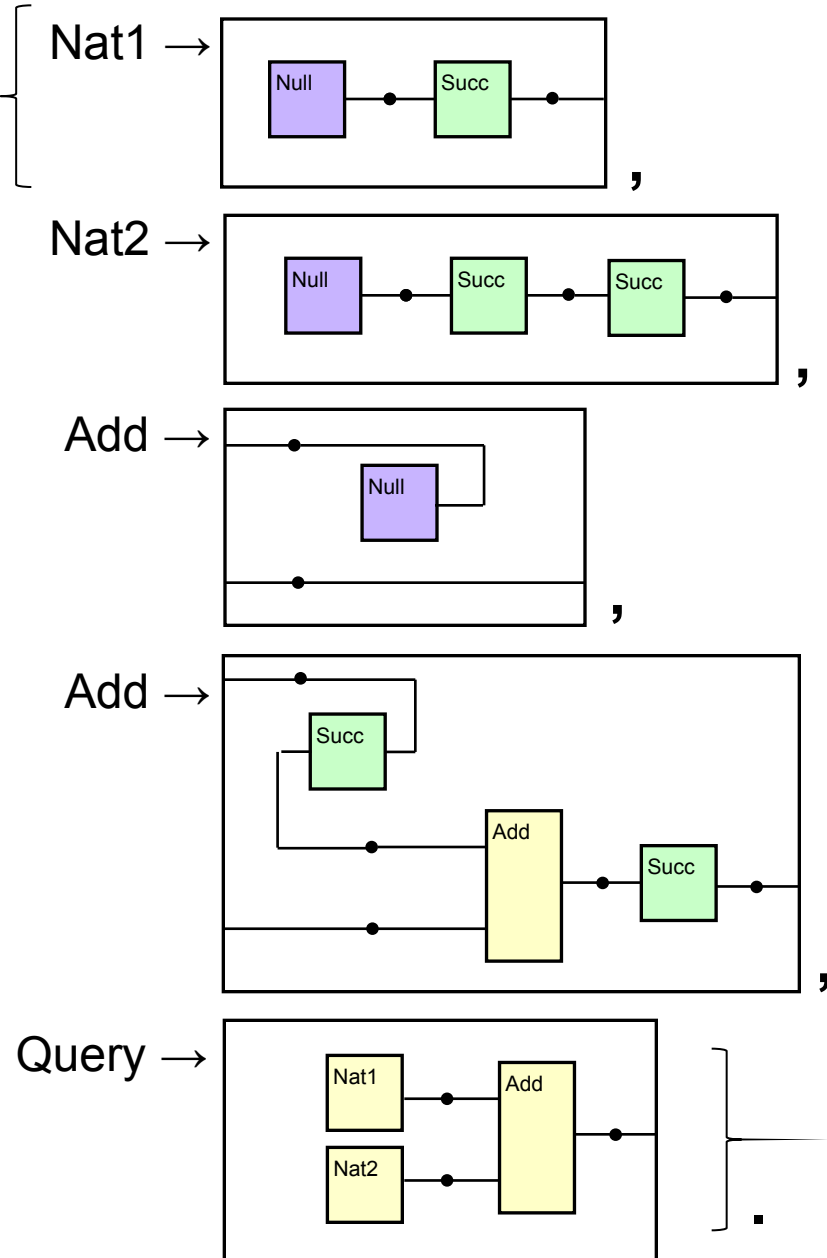 Nat1 →
Null Succ
,
Nat2 →
Null Succ Succ
,
Add →
Null
,
Add →
Succ
Add
Succ
,
Query →
Nat1 Add
Nat2
.